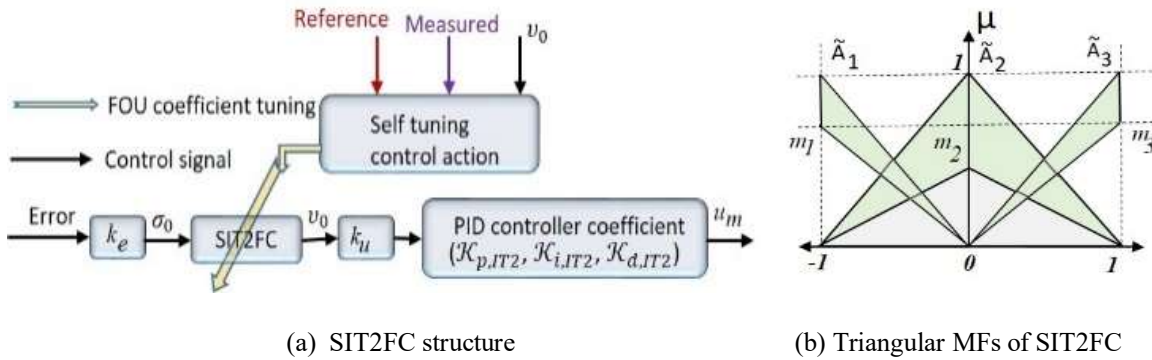 Reference
Measured
υ₀
FOU coefficient tuning
Control signal
Self tuning
control action
Error
kₑ
σ₀
SIT2FC
υ₀
kᵤ
PID controller coefficient
(𝒦p,IT2, 𝒦i,IT2, 𝒦d,IT2)
uₘ
μ
1
Ã₁
Ã₂
Ã₃
m₁
m₂
m₃
-1
0
1
(a) SIT2FC structure
(b) Triangular MFs of SIT2FC